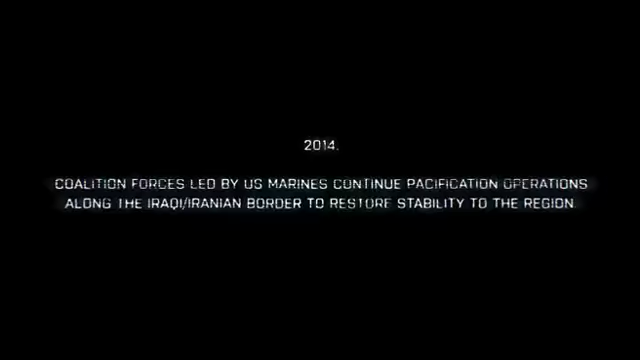 2014.
COALITION FORCES LED BY US MARINES CONTINUE PACIFICATION OPERATIONS
ALONG THE IRAQI/IRANIAN BORDER TO RESTORE STABILITY TO THE REGION.